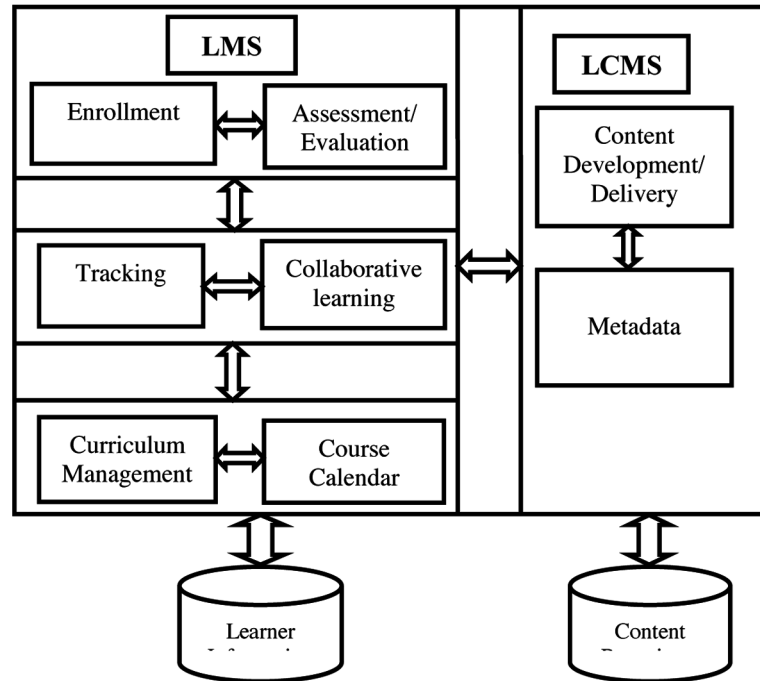 LMS
Enrollment
Assessment/
Evaluation
Tracking
Collaborative
learning
Curriculum
Management
Course
Calendar
LCMS
Content
Development/
Delivery
Metadata
Learner
Content